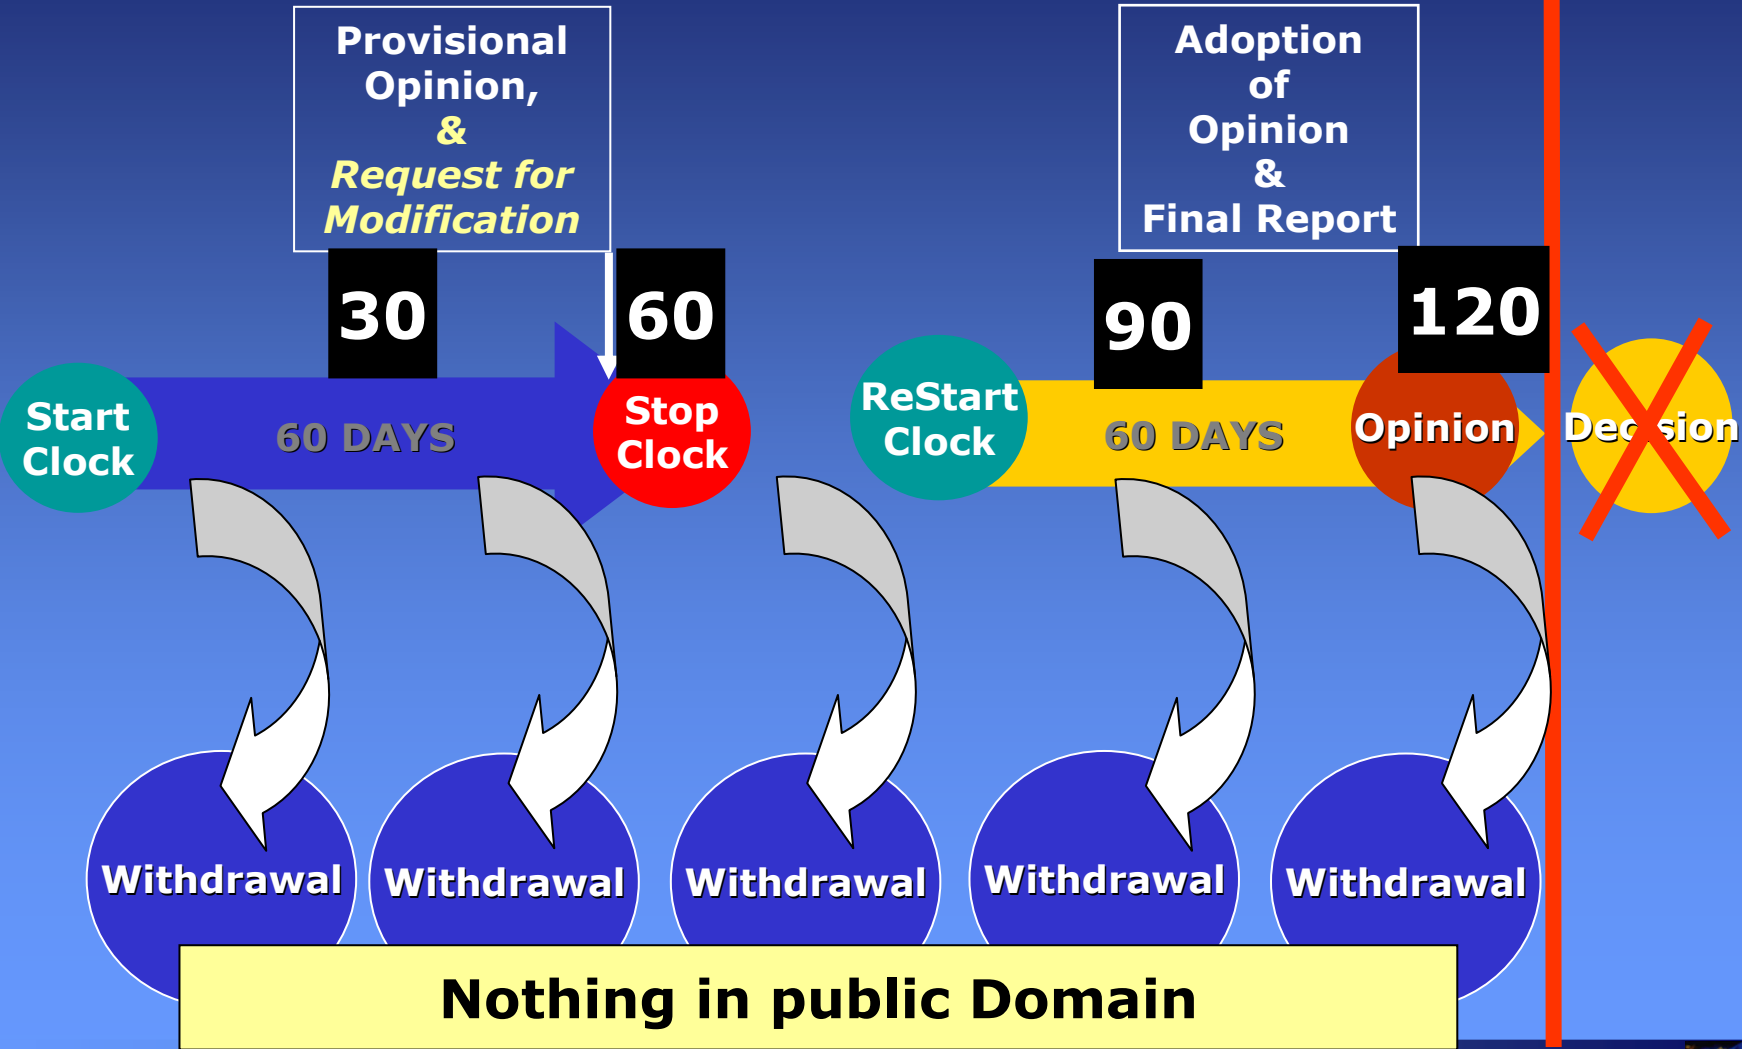 Provisional
Opinion,
&
Request for
Modification
Adoption
of
Opinion
&
Final Report
30
60
90
120
Start
Clock
60 DAYS
Stop
Clock
ReStart
Clock
60 DAYS
Opinion
Decision
Withdrawal
Withdrawal
Withdrawal
Withdrawal
Withdrawal
Nothing in public Domain